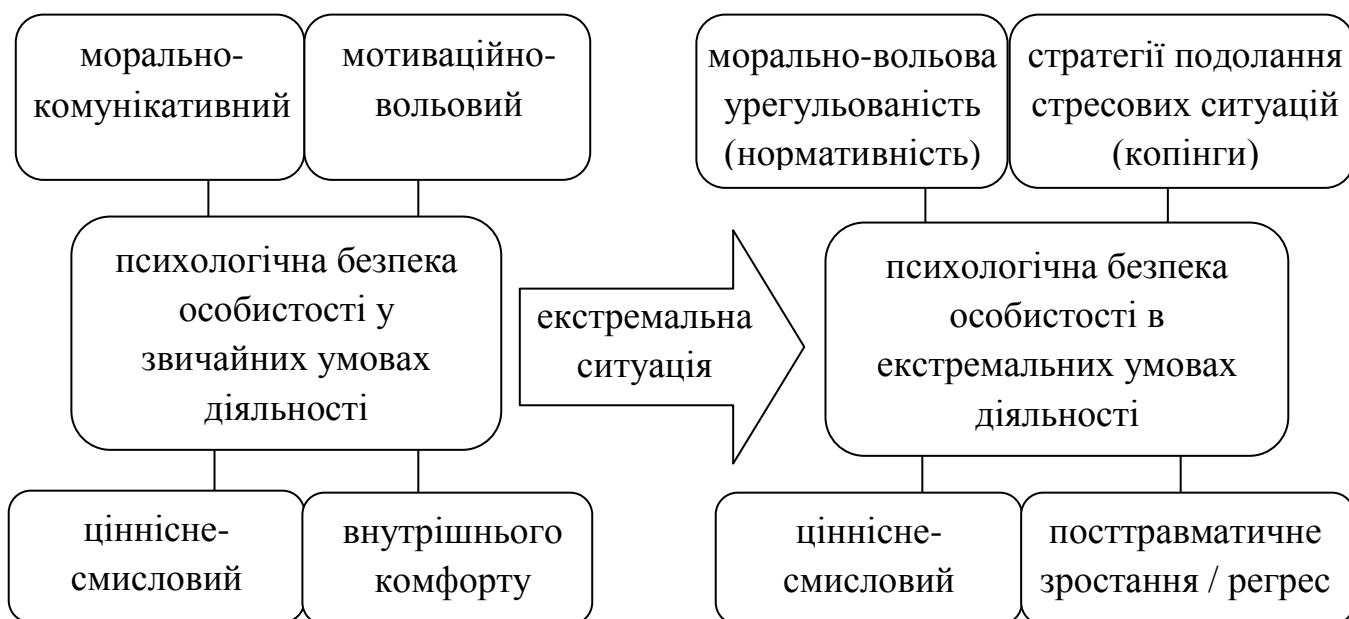 морально-
комунікативний
мотиваційно-
вольовий
морально-вольова
урегульованість
(нормативність)
стратегії подолання
стресових ситуацій
(копінги)
психологічна безпека
особистості у
звичайних умовах
діяльності
екстремальна
ситуація
психологічна безпека
особистості в
екстремальних умовах
діяльності
ціннісне-
смисловий
внутрішнього
комфорту
ціннісне-
смисловий
посттравматичне
зростання / регрес